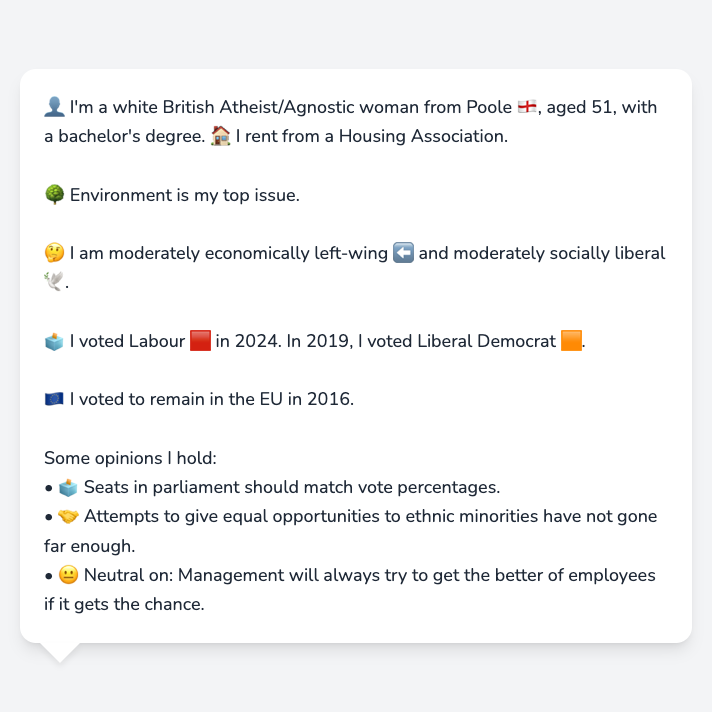 👤 I'm a white British Atheist/Agnostic woman from Poole 🏴󠁧󠁢󠁥󠁮󠁧󠁿, aged 51, with
a bachelor's degree. 🏠 I rent from a Housing Association.
🌳 Environment is my top issue.
🤔 I am moderately economically left-wing ⬅️ and moderately socially liberal
🕊️.
🗳️ I voted Labour 🟥 in 2024. In 2019, I voted Liberal Democrat 🟧.
🇪🇺 I voted to remain in the EU in 2016.
Some opinions I hold:
• 🗳️ Seats in parliament should match vote percentages.
• 🤝 Attempts to give equal opportunities to ethnic minorities have not gone
far enough.
• 😐 Neutral on: Management will always try to get the better of employees
if it gets the chance.